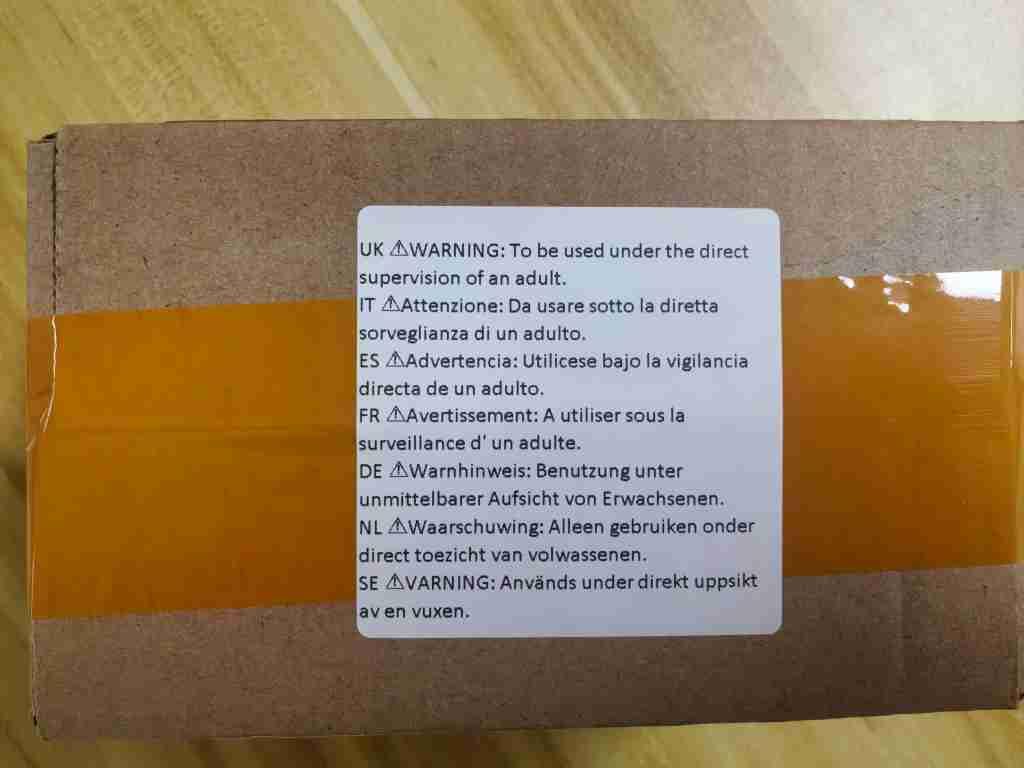 UK ⚠WARNING: To be used under the direct
supervision of an adult.
IT ⚠Attenzione: Da usare sotto la diretta
sorveglianza di un adulto.
ES ⚠Advertencia: Utilicese bajo la vigilancia
directa de un adulto.
FR ⚠Avertissement: A utiliser sous la
surveillance d' un adulte.
DE ⚠Warnhinweis: Benutzung unter
unmittelbarer Aufsicht von Erwachsenen.
NL ⚠Waarschuwing: Alleen gebruiken onder
direct toezicht van volwassenen.
SE ⚠VARNING: Används under direkt uppsikt
av en vuxen.